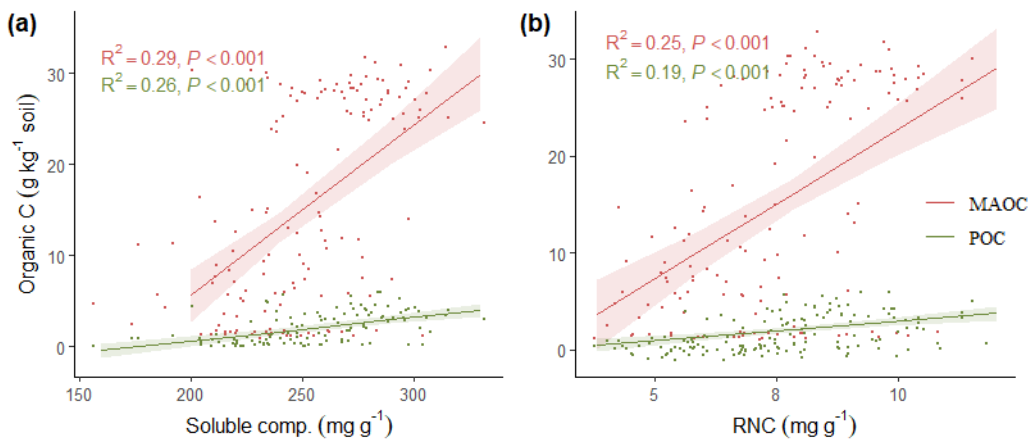 (a)
R² = 0.29, P < 0.001
R² = 0.26, P < 0.001
Organic C (g kg⁻¹ soil)
30
20
10
0
150
200
250
300
Soluble comp. (mg g⁻¹)
(b)
R² = 0.25, P < 0.001
R² = 0.19, P < 0.001
30
20
10
0
5
8
10
RNC (mg g⁻¹)
MAOC
POC